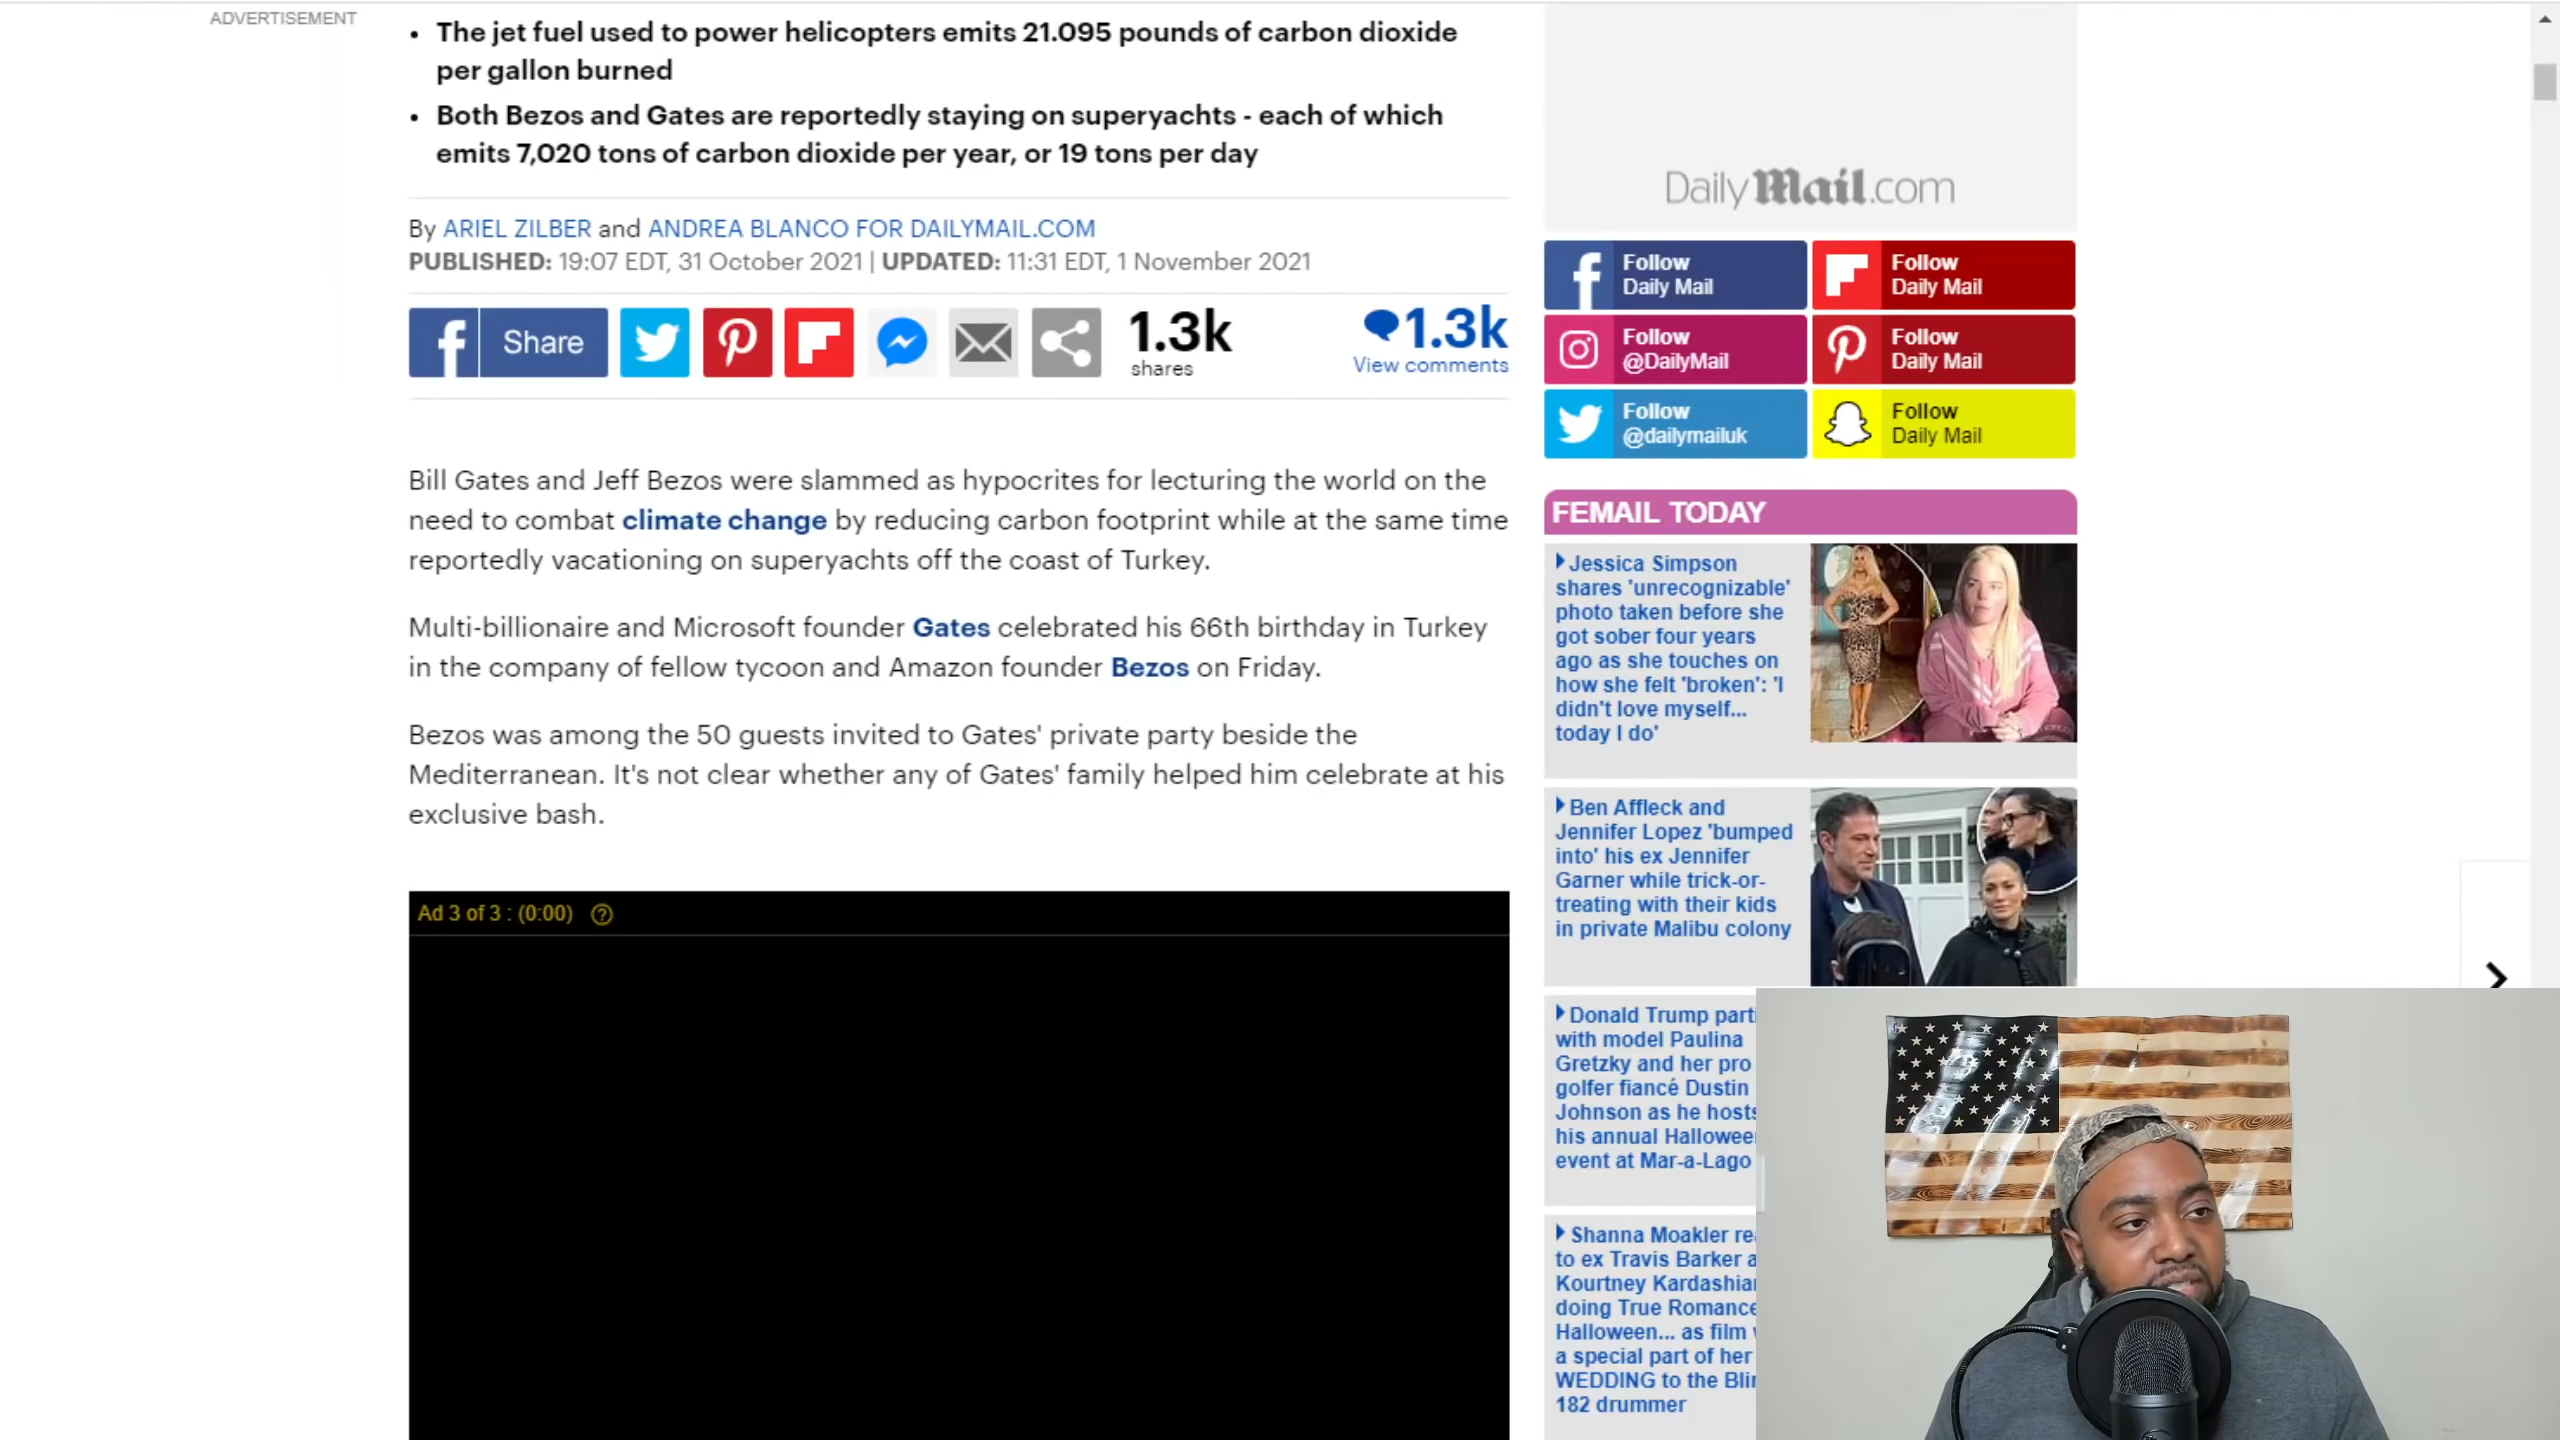 ADVERTISEMENT
• The jet fuel used to power helicopters emits 21.095 pounds of carbon dioxide
per gallon burned
• Both Bezos and Gates are reportedly staying on superyachts - each of which
emits 7,020 tons of carbon dioxide per year, or 19 tons per day
By ARIEL ZILBER and ANDREA BLANCO FOR DAILYMAIL.COM
PUBLISHED: 19:07 EDT, 31 October 2021 | UPDATED: 11:31 EDT, 1 November 2021
Share
1.3k
shares
1.3k
View comments
Bill Gates and Jeff Bezos were slammed as hypocrites for lecturing the world on the
need to combat climate change by reducing carbon footprint while at the same time
reportedly vacationing on superyachts off the coast of Turkey.
Multi-billionaire and Microsoft founder Gates celebrated his 66th birthday in Turkey
in the company of fellow tycoon and Amazon founder Bezos on Friday.
Bezos was among the 50 guests invited to Gates' private party beside the
Mediterranean. It's not clear whether any of Gates' family helped him celebrate at his
exclusive bash.
Ad 3 of 3 : (0:00) ?
Daily Mail.com
Follow
Daily Mail
Follow
Daily Mail
Follow
@DailyMail
Follow
Daily Mail
Follow
@dailymailuk
Follow
Daily Mail
FEMAIL TODAY
Jessica Simpson
shares 'unrecognizable'
photo taken before she
got sober four years
ago as she touches on
how she felt 'broken': 'I
didn't love myself...
today I do'
Ben Affleck and
Jennifer Lopez 'bumped
into' his ex Jennifer
Garner while trick-or-
treating with their kids
in private Malibu colony
Donald Trump parti
with model Paulina
Gretzky and her pro
golfer fiancé Dustin
Johnson as he hosts
his annual Hallowee
event at Mar-a-Lago
Shanna Moakler re
to ex Travis Barker a
Kourtney Kardashian
doing True Romance
Halloween... as film
a special part of her
WEDDING to the Blin
182 drummer